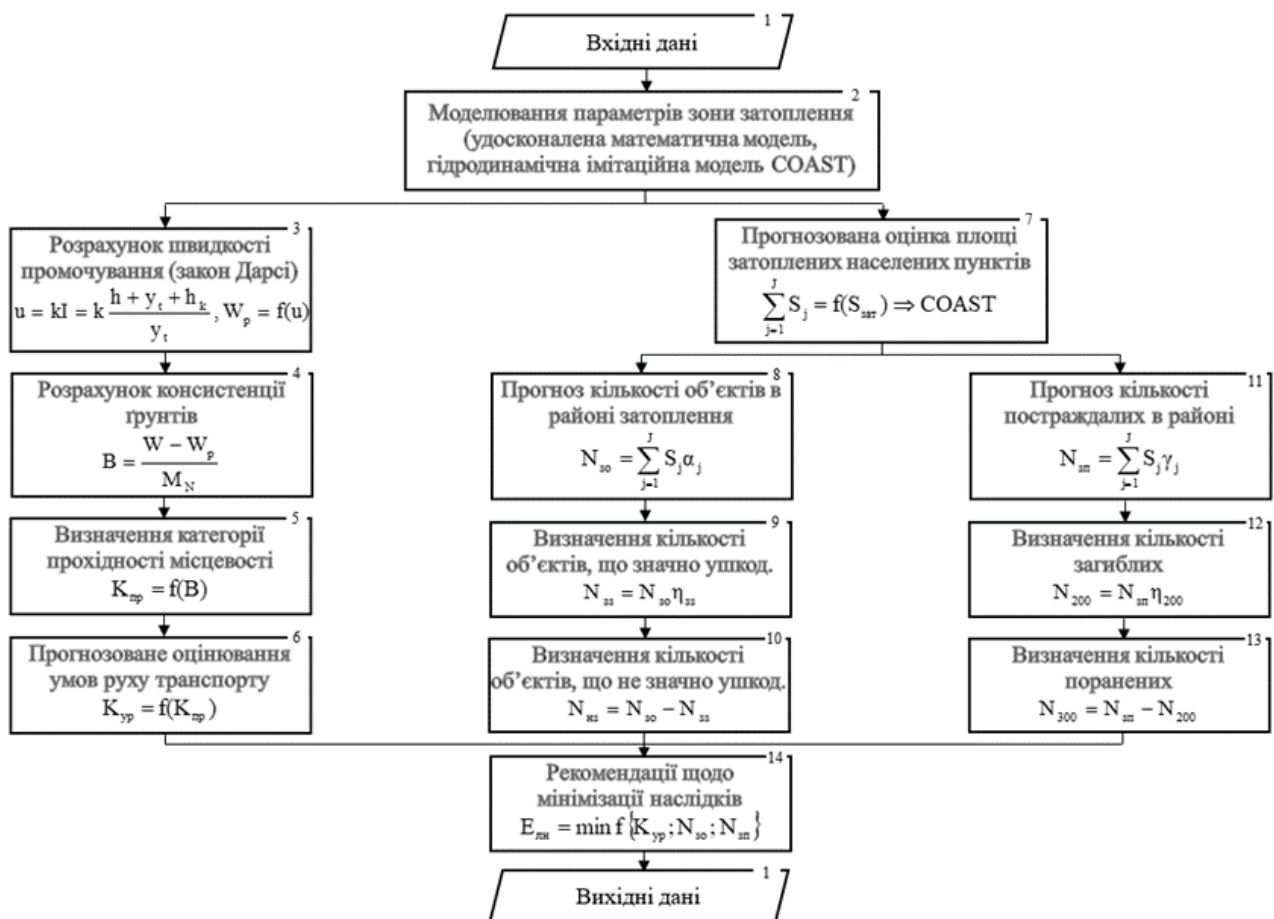 1
Вхідні дані
2
Моделювання параметрів зони затоплення
(удосконалена математична модель,
гідродинамічна імітаційна модель COAST)
3
Розрахунок швидкості
промочування (закон Дарсі)
u = kI = k (h + y_t + h_k) / y_t , W_p = f(u)
4
Розрахунок консистенції
ґрунтів
B = (W − W_p) / M_N
5
Визначення категорії
прохідності місцевості
K_пр = f(B)
6
Прогнозоване оцінювання
умов руху транспорту
K_ур = f(K_пр)
7
Прогнозована оцінка площі
затоплених населених пунктів
∑_{j=1}^{J} S_j = f(S_зат) ⇒ COAST
8
Прогноз кількості об’єктів в
районі затоплення
N_зо = ∑_{j=1}^{J} S_j α_j
9
Визначення кількості
об’єктів, що значно ушкод.
N_зз = N_зо η_зз
10
Визначення кількості
об’єктів, що не значно ушкод.
N_нз = N_зо − N_зз
11
Прогноз кількості
постраждалих в районі
N_зп = ∑_{j=1}^{J} S_j γ_j
12
Визначення кількості
загиблих
N_200 = N_зп η_200
13
Визначення кількості
поранених
N_300 = N_зп − N_200
14
Рекомендації щодо
мінімізації наслідків
E_лн = min f {K_ур; N_зо; N_зп}
1
Вихідні дані